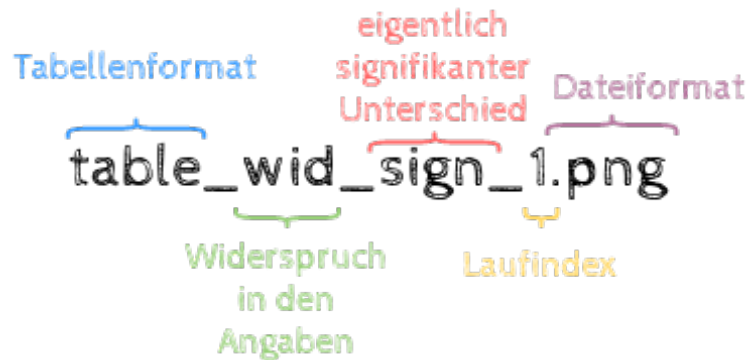 eigentlich
signifikanter
Unterschied
Tabellenformat
Dateiformat
table_wid_sign_1.png
Widerspruch
in den
Angaben
Laufindex